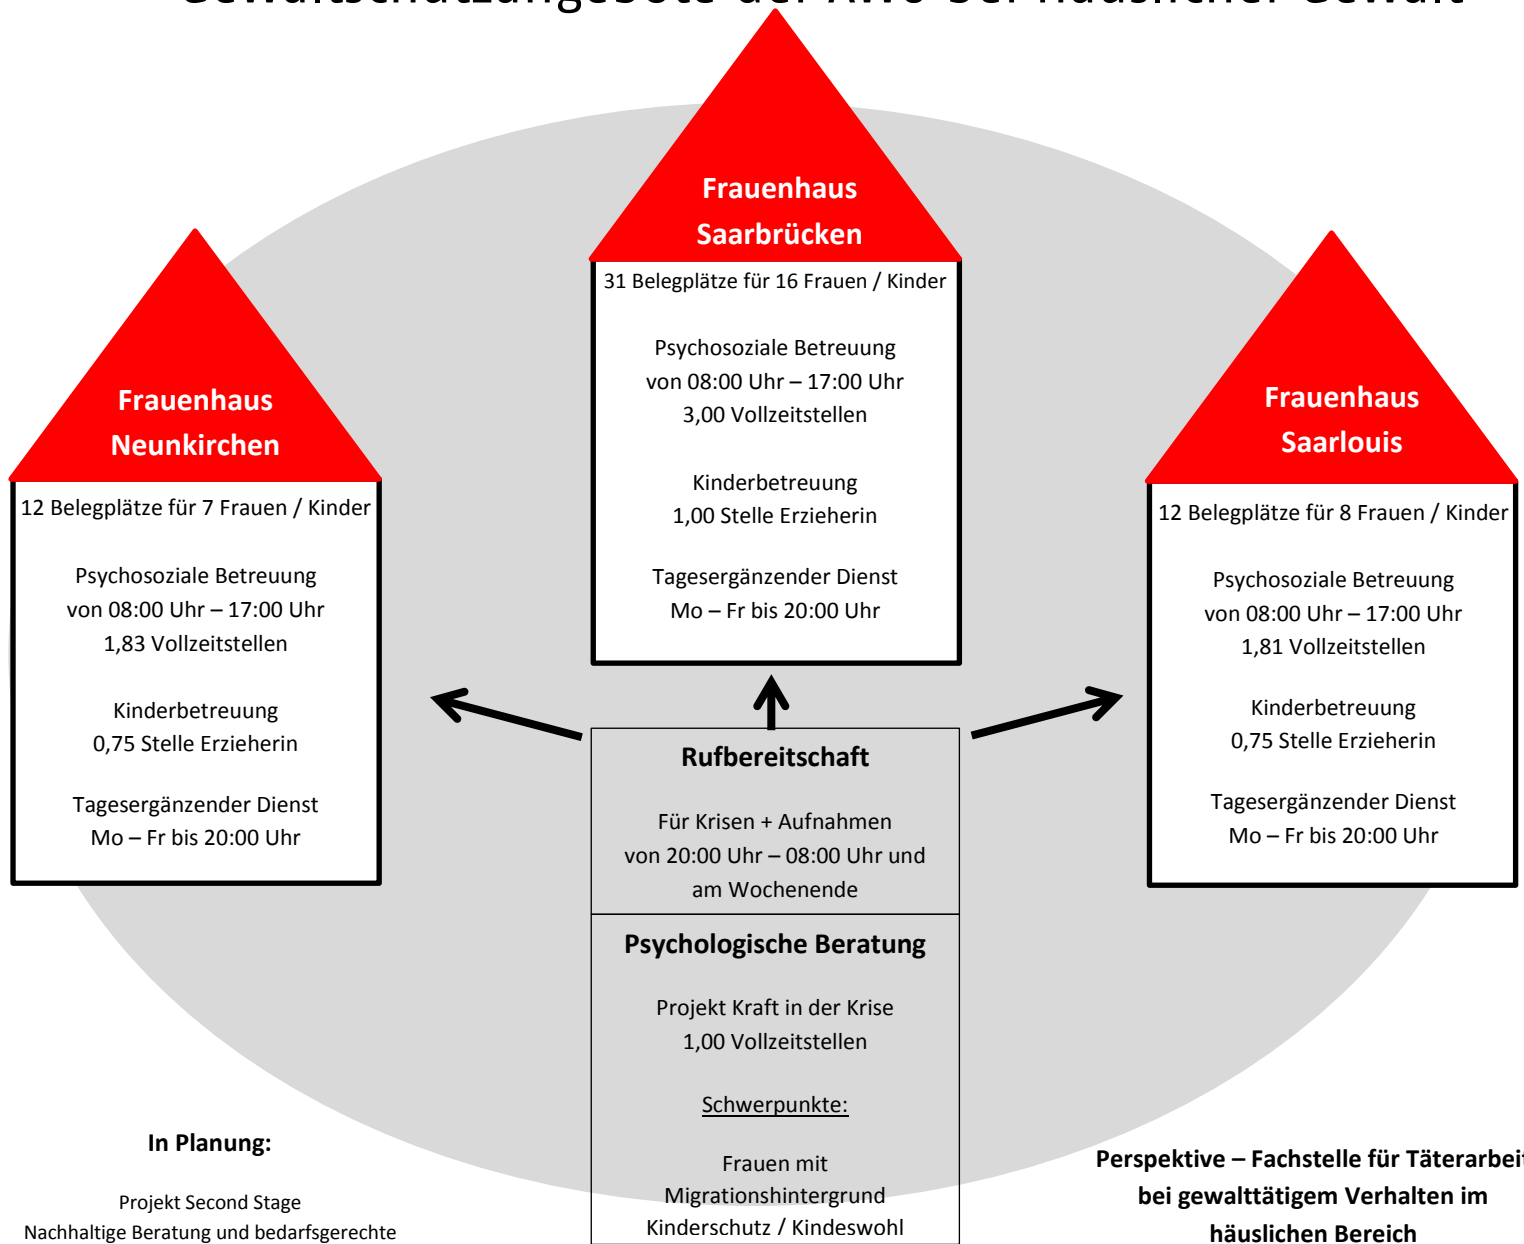 Gewaltschutzangebote der AWO bei häuslicher Gewalt
Frauenhaus
Saarbrücken
31 Belegplätze für 16 Frauen / Kinder
Psychosoziale Betreuung
von 08:00 Uhr – 17:00 Uhr
3,00 Vollzeitstellen
Kinderbetreuung
1,00 Stelle Erzieherin
Tagesergänzender Dienst
Mo – Fr bis 20:00 Uhr
Frauenhaus
Neunkirchen
12 Belegplätze für 7 Frauen / Kinder
Psychosoziale Betreuung
von 08:00 Uhr – 17:00 Uhr
1,83 Vollzeitstellen
Kinderbetreuung
0,75 Stelle Erzieherin
Tagesergänzender Dienst
Mo – Fr bis 20:00 Uhr
Frauenhaus
Saarlouis
12 Belegplätze für 8 Frauen / Kinder
Psychosoziale Betreuung
von 08:00 Uhr – 17:00 Uhr
1,81 Vollzeitstellen
Kinderbetreuung
0,75 Stelle Erzieherin
Tagesergänzender Dienst
Mo – Fr bis 20:00 Uhr
Rufbereitschaft
Für Krisen + Aufnahmen
von 20:00 Uhr – 08:00 Uhr und
am Wochenende
Psychologische Beratung
Projekt Kraft in der Krise
1,00 Vollzeitstellen
Schwerpunkte:
Frauen mit
Migrationshintergrund
Kinderschutz / Kindeswohl
In Planung:
Projekt Second Stage
Nachhaltige Beratung und bedarfsgerechte
Perspektive – Fachstelle für Täterarbeit
bei gewalttätigem Verhalten im
häuslichen Bereich